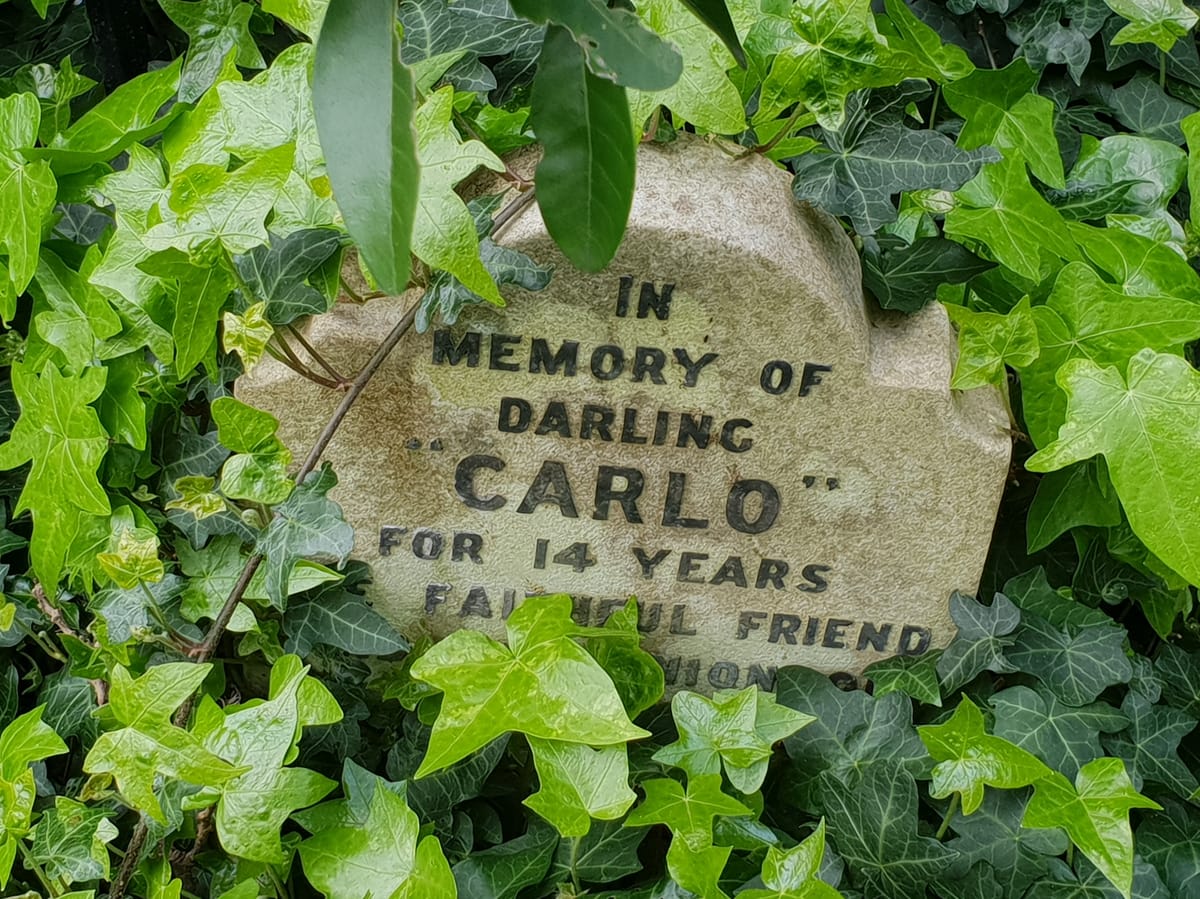 IN
MEMORY OF
DARLING
"CARLO"
FOR 14 YEARS
FAITHFUL FRIEND